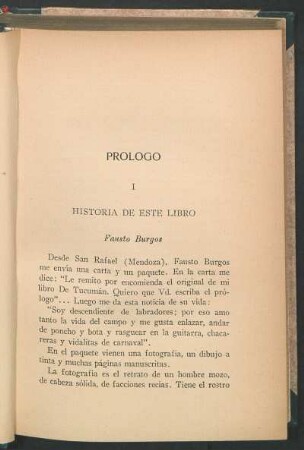 PROLOGO
I
HISTORIA DE ESTE LIBRO
Fausto Burgos
Desde San Rafael (Mendoza), Fausto Burgos
me envía una carta y un paquete. En la carta me
dice: "Le remito por encomienda el original de mi
libro De Tucumán. Quiero que Vd. escriba el pró-
logo"... Luego me da esta noticia de su vida:
"Soy descendiente de labradores; por eso amo
tanto la vida del campo y me gusta enlazar, andar
de poncho y bota y rasguear en la guitarra, chaca-
reras y vidalitas de carnaval".
En el paquete vienen una fotografía, un dibujo a
tinta y muchas páginas manuscritas.
La fotografía es el retrato de un hombre mozo,
de cabeza sólida, de facciones recias. Tiene el rostro